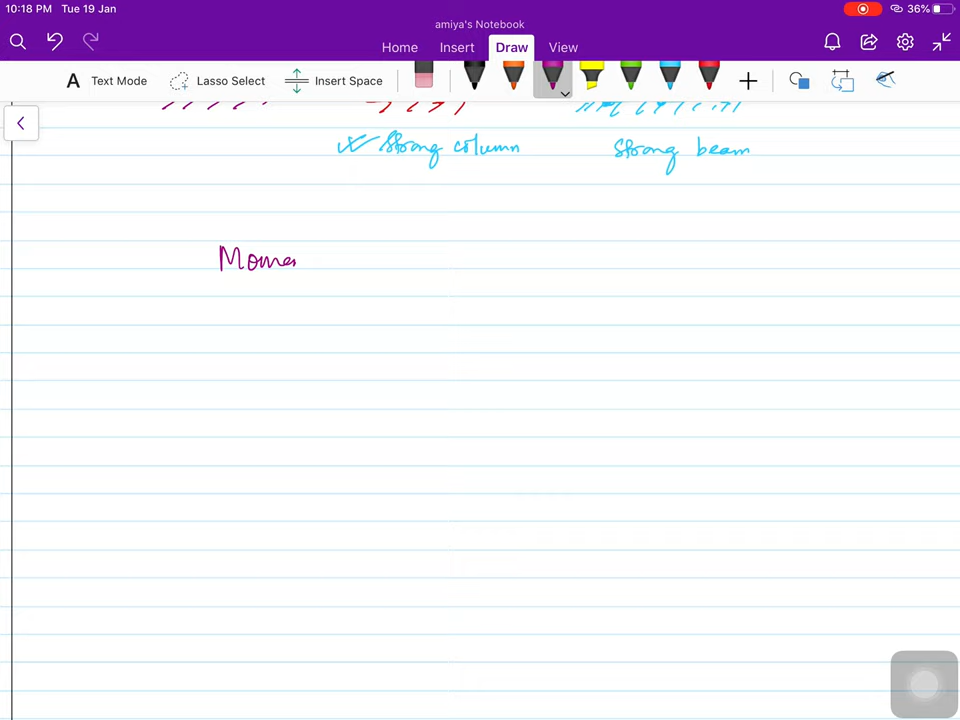 10:18 PM Tue 19 Jan 36%
amiya's Notebook
Home Insert Draw View
A Text Mode Lasso Select Insert Space
strong column strong beam
Mome